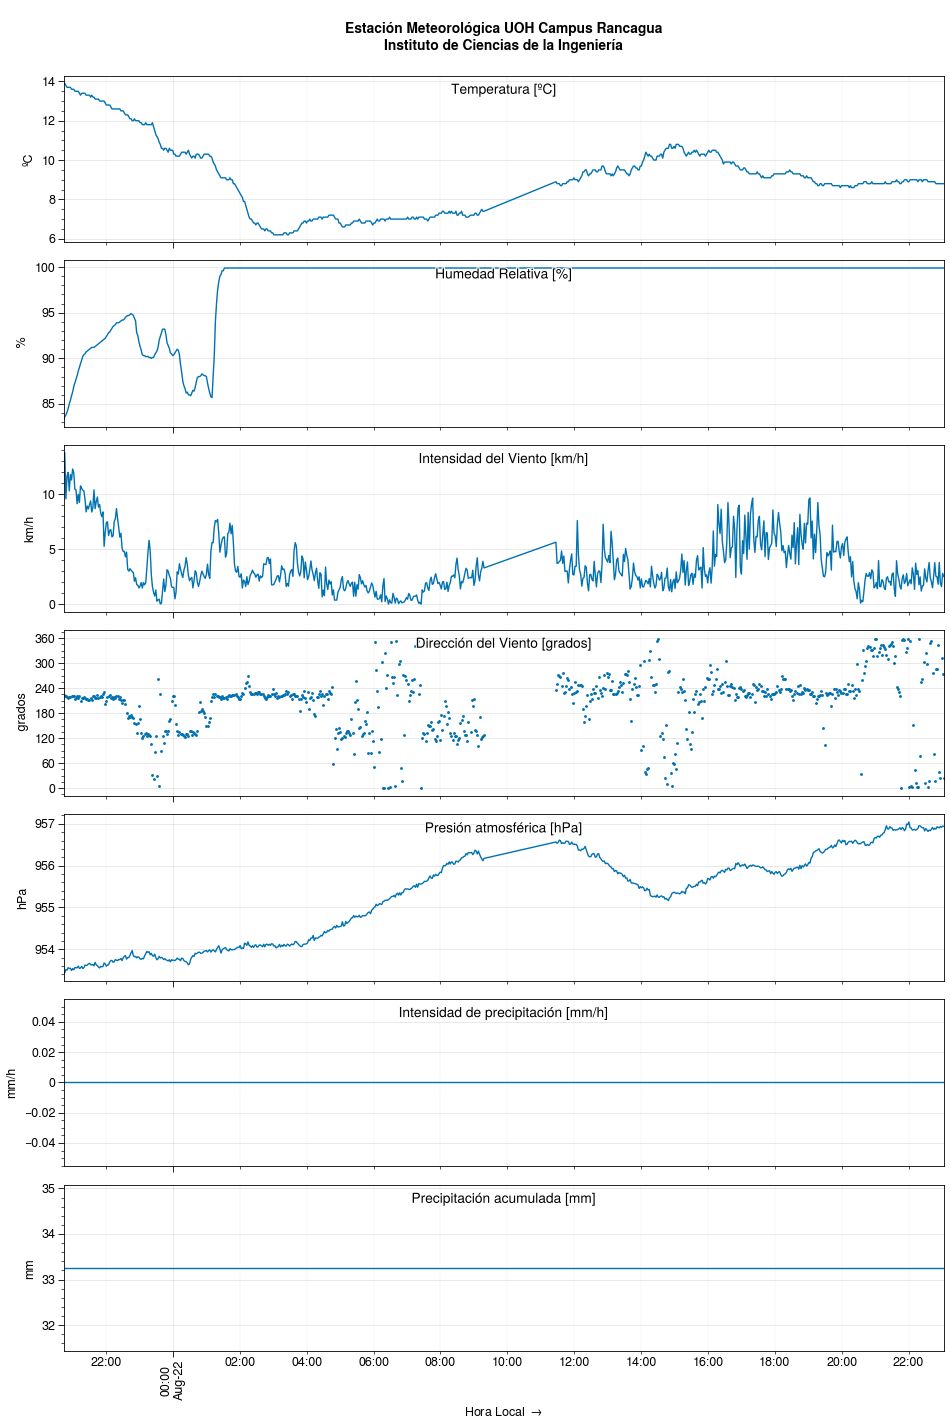 Estación Meteorológica UOH Campus Rancagua
Instituto de Ciencias de la Ingeniería
Temperatura [ºC]
ºC
14
12
10
8
6
Humedad Relativa [%]
%
100
95
90
85
Intensidad del Viento [km/h]
km/h
10
5
0
Dirección del Viento [grados]
grados
360
300
240
180
120
60
0
Presión atmosférica [hPa]
hPa
957
956
955
954
Intensidad de precipitación [mm/h]
mm/h
0.04
0.02
0
−0.02
−0.04
Precipitación acumulada [mm]
mm
35
34
33
32
22:00 00:00 02:00 04:00 06:00 08:00 10:00 12:00 14:00 16:00 18:00 20:00 22:00
Aug-22
Hora Local →